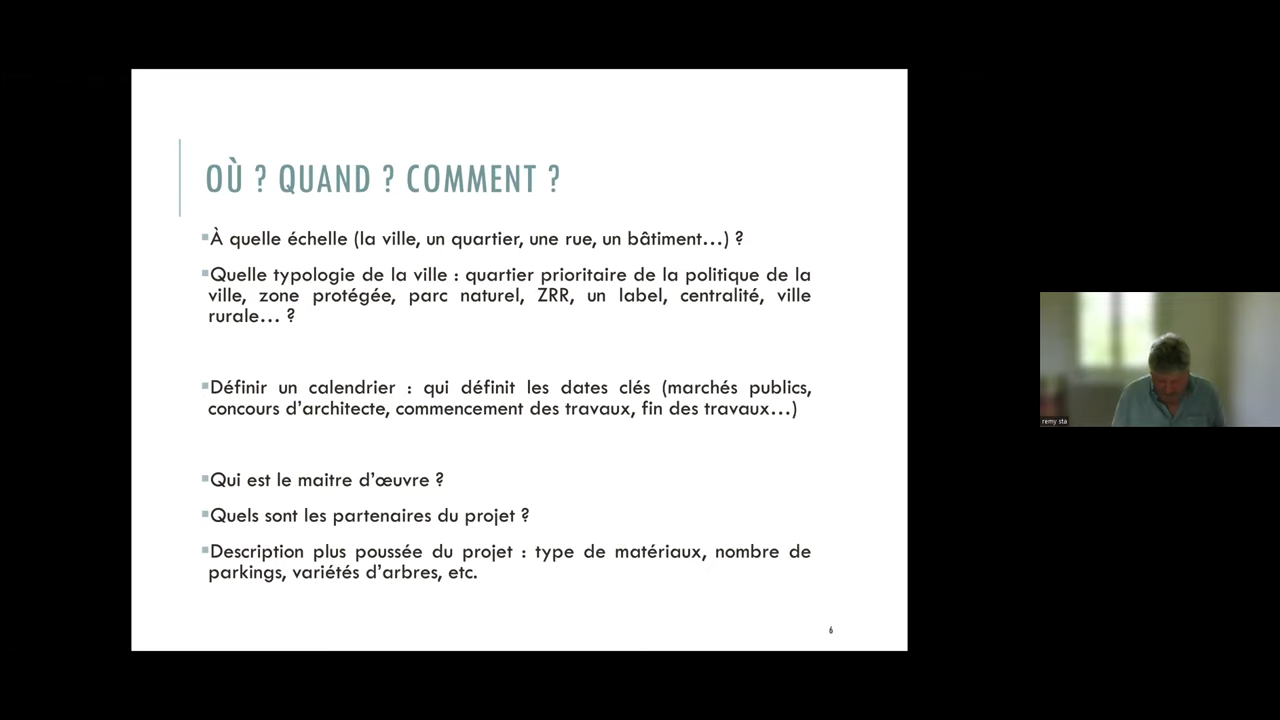 OÙ ? QUAND ? COMMENT ?
▪À quelle échelle (la ville, un quartier, une rue, un bâtiment…) ?
▪Quelle typologie de la ville : quartier prioritaire de la politique de la
ville, zone protégée, parc naturel, ZRR, un label, centralité, ville
rurale… ?
▪Définir un calendrier : qui définit les dates clés (marchés publics,
concours d’architecte, commencement des travaux, fin des travaux…)
▪Qui est le maitre d’œuvre ?
▪Quels sont les partenaires du projet ?
▪Description plus poussée du projet : type de matériaux, nombre de
parkings, variétés d’arbres, etc.
6
remy sta